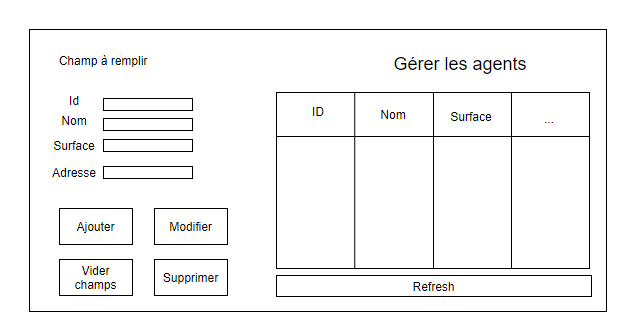 Champ à remplir
Gérer les agents
Id
Nom
Surface
Adresse
Ajouter
Modifier
Vider
champs
Supprimer
ID
Nom
Surface
...
Refresh